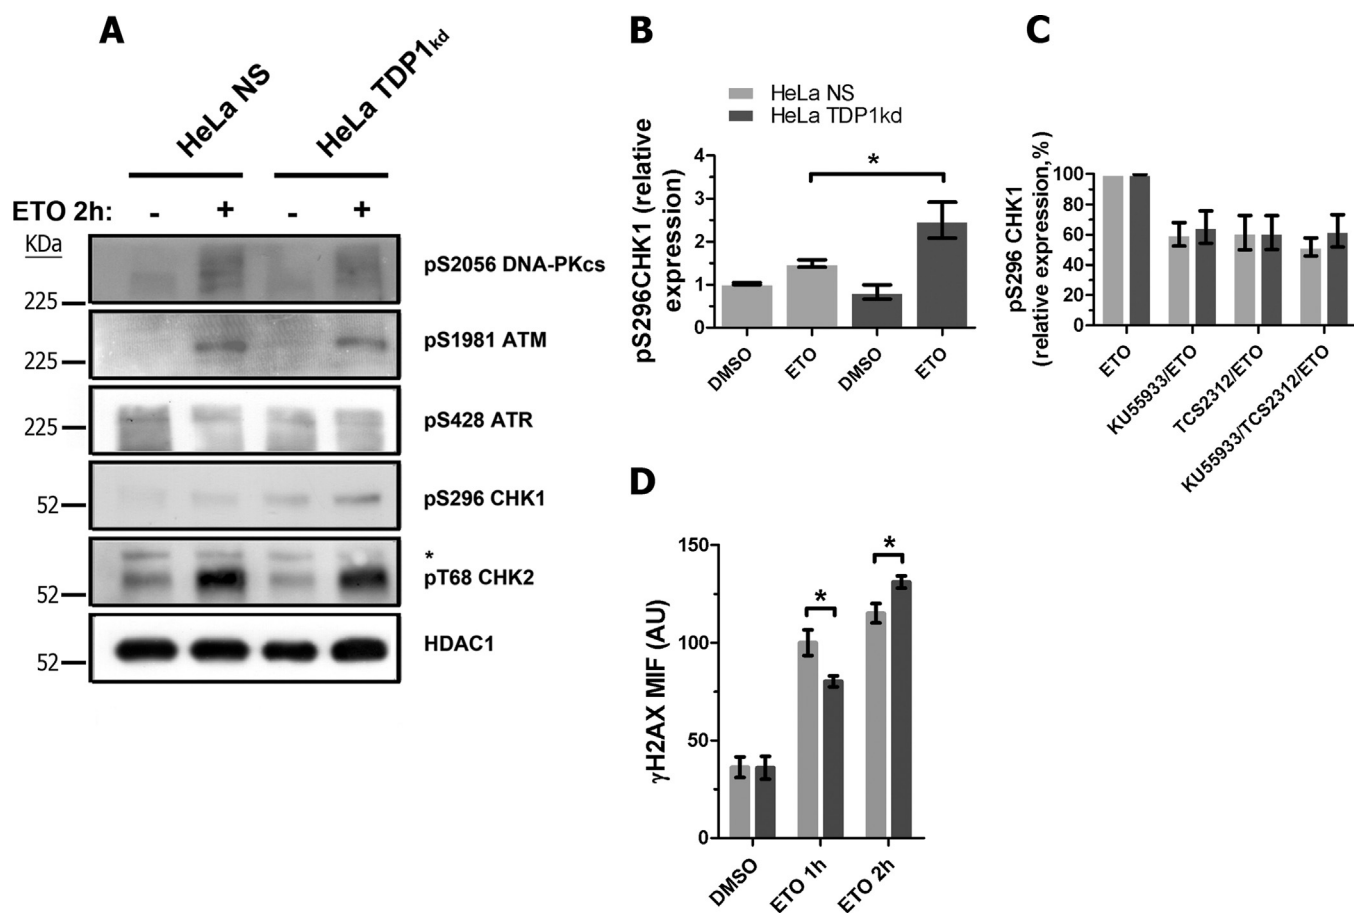 A
HeLa NS
HeLa TDP1kd
ETO 2h: - + - +
KDa
225
pS2056 DNA-PKcs
225
pS1981 ATM
225
pS428 ATR
52
pS296 CHK1
*
52
pT68 CHK2
52
HDAC1
B
HeLa NS
HeLa TDP1kd
pS296CHK1 (relative
expression)
4
3
2
1
0
*
DMSO
ETO
DMSO
ETO
C
pS296 CHK1
(relative expression,%)
100
80
60
40
20
0
ETO
KU55933/ETO
TCS2312/ETO
KU55933/TCS2312/ETO
D
γH2AX MIF (AU)
150
100
50
0
*
*
DMSO
ETO 1h
ETO 2h